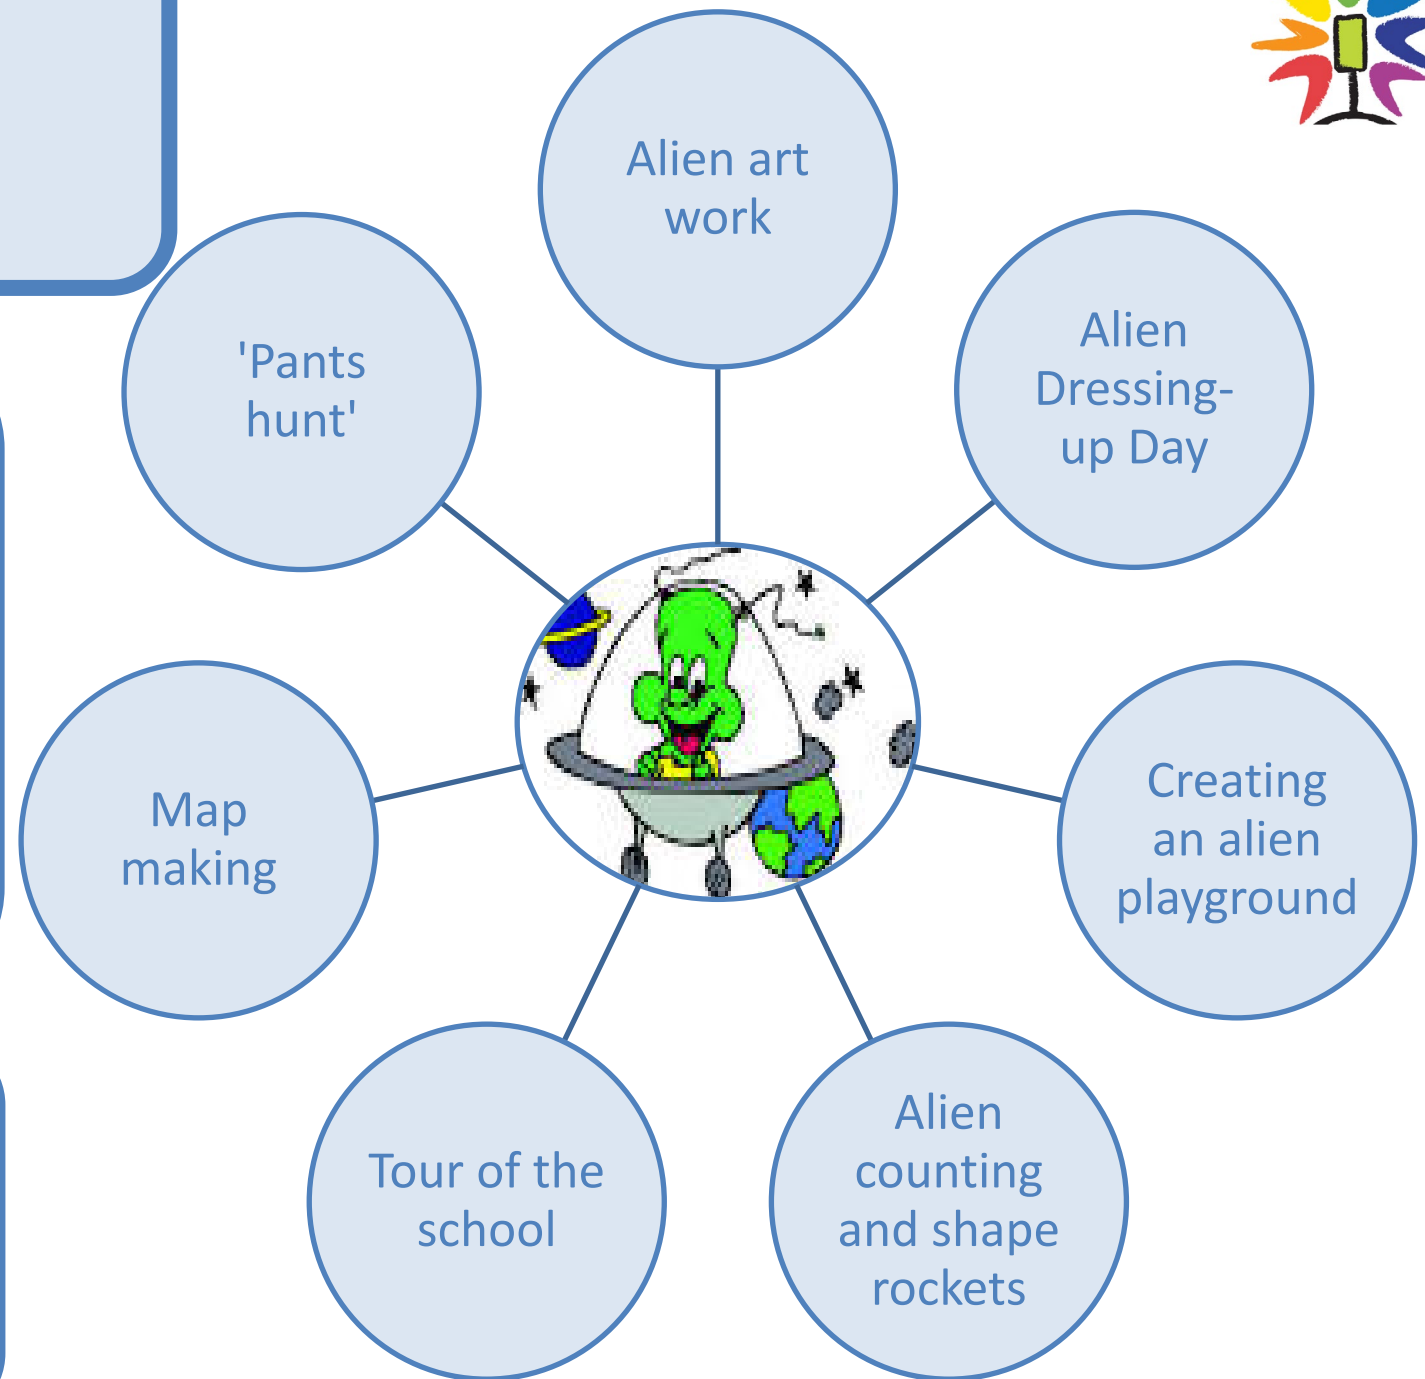 Alien art
work
Alien
Dressing-
up Day
Creating
an alien
playground
Alien
counting
and shape
rockets
Tour of the
school
Map
making
'Pants
hunt'